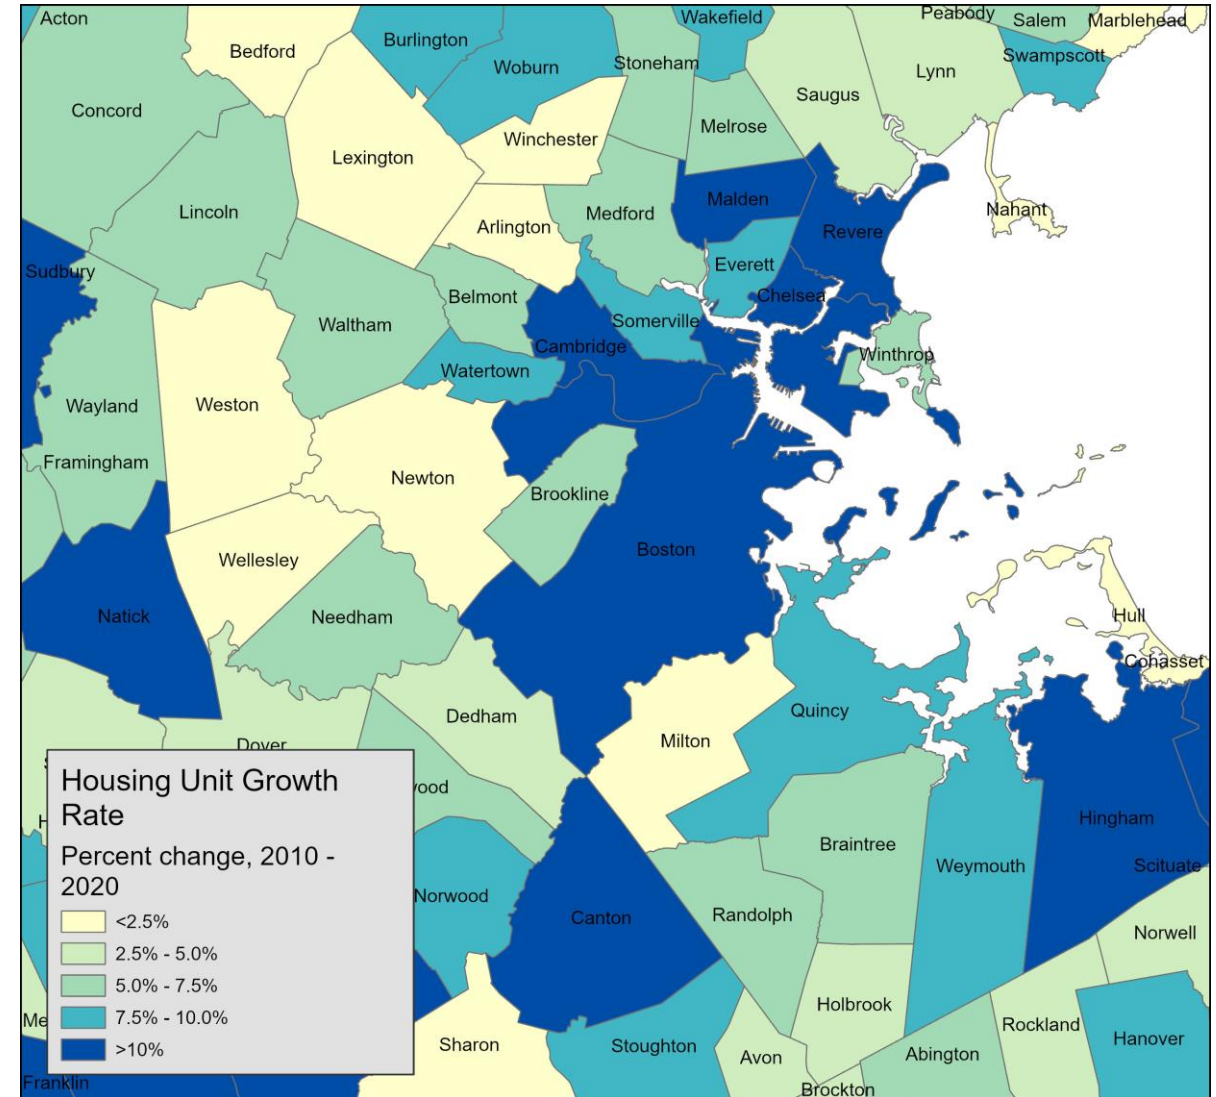 Acton
Wakefield
Peabody
Salem
Marblehead
Bedford
Burlington
Woburn
Stoneham
Swampscott
Lynn
Saugus
Concord
Melrose
Winchester
Lexington
Malden
Lincoln
Medford
Nahant
Arlington
Revere
Sudbury
Everett
Belmont
Chelsea
Waltham
Somerville
Cambridge
Winthrop
Watertown
Wayland
Weston
Framingham
Newton
Brookline
Boston
Wellesley
Natick
Needham
Hull
Cohasset
Dedham
Quincy
Milton
Dover
Hingham
Braintree
Weymouth
Scituate
Norwood
Canton
Randolph
Norwell
Holbrook
Rockland
Hanover
Sharon
Stoughton
Avon
Abington
Brockton
Franklin
Housing Unit Growth
Rate
Percent change, 2010 -
2020
<2.5%
2.5% - 5.0%
5.0% - 7.5%
7.5% - 10.0%
>10%